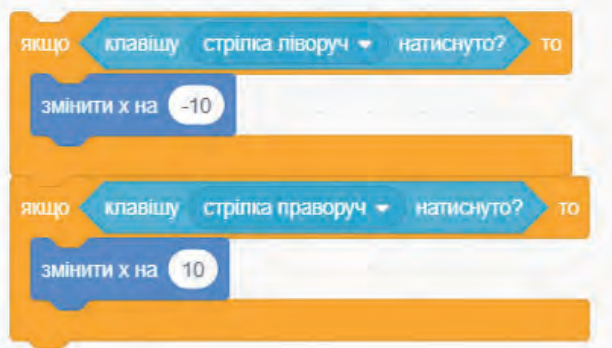 якщо клавішу стрілка ліворуч натиснуто? то
змінити x на -10
якщо клавішу стрілка праворуч натиснуто? то
змінити x на 10